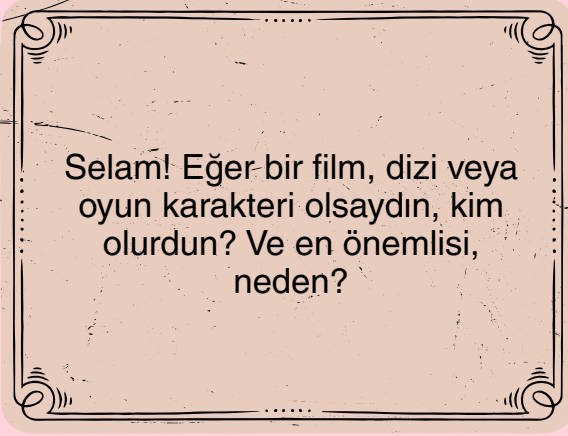 Selam! Eğer bir film, dizi veya
oyun karakteri olsaydın, kim
olurdun? Ve en önemlisi,
neden?